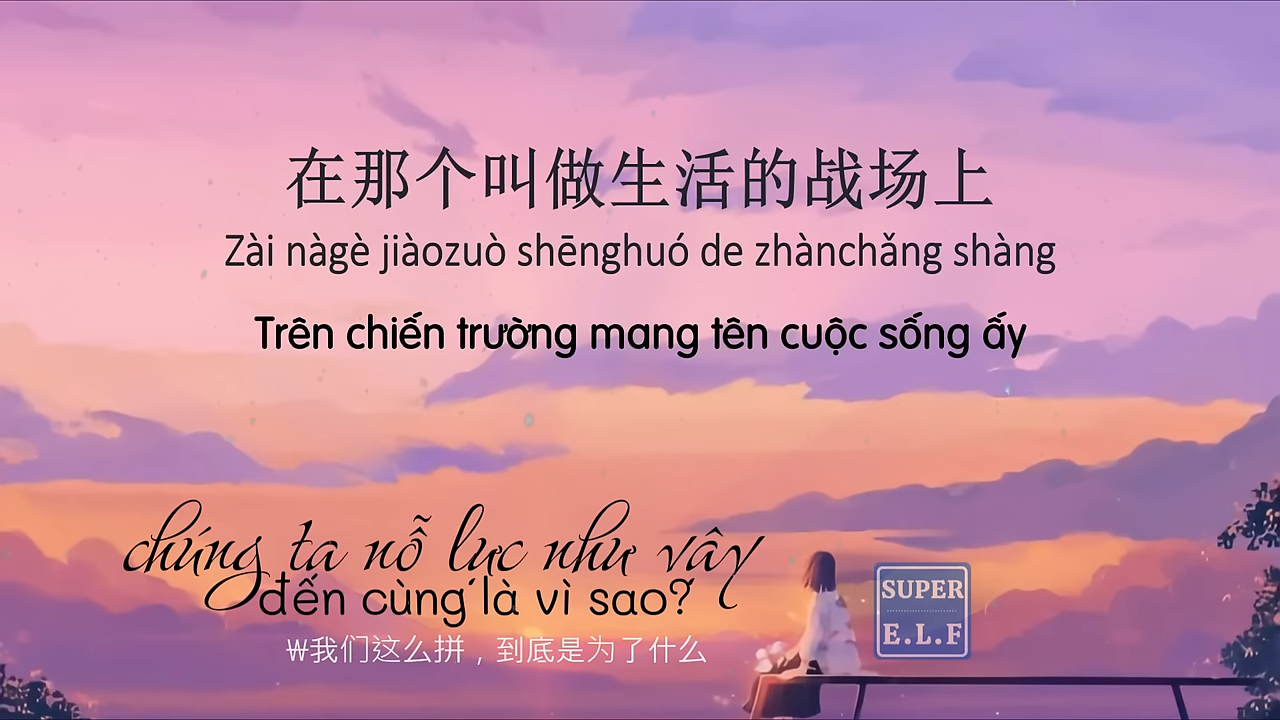 在那个叫做生活的战场上
Zài nàgè jiàozuò shēnghuó de zhànchǎng shàng
Trên chiến trường mang tên cuộc sống ấy
chúng ta nỗ lực như vây
đến cùng là vì sao?
₩我们这么拼，到底是为了什么
SUPER
E.L.F